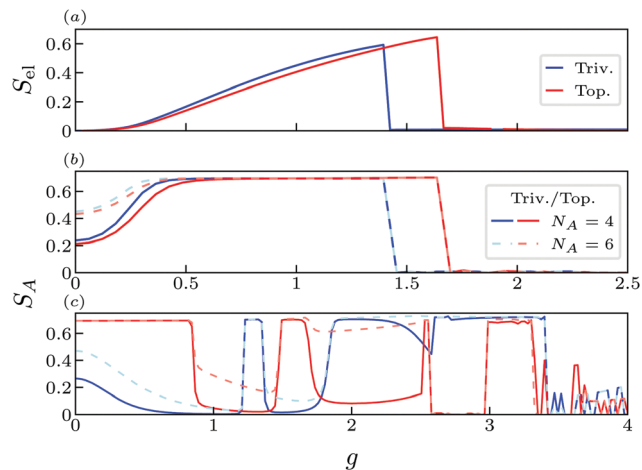 (a)
S_el
0.6
0.4
0.2
0
Triv.
Top.
(b)
0.6
0.4
0.2
0
Triv./Top.
N_A = 4
N_A = 6
0 0.5 1 1.5 2 2.5
S_A
(c)
0.6
0.4
0.2
0
0 1 2 3 4
g